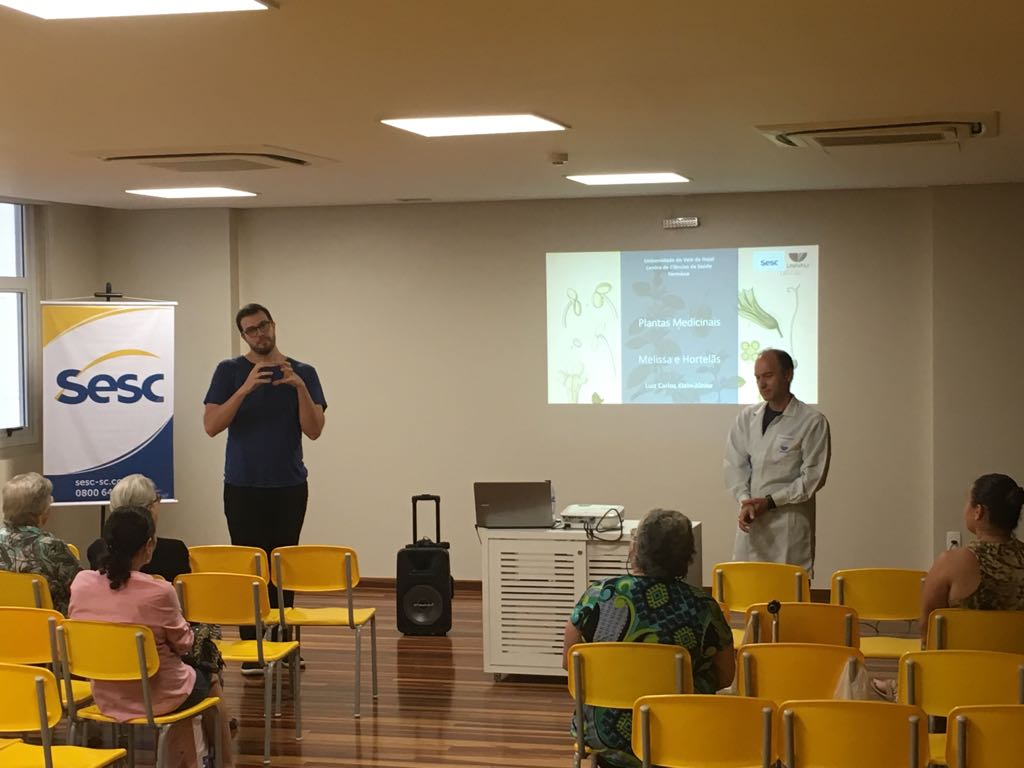 Sesc
sesc-sc.co
0800 64
Universidade do Vale do Itajaí
Centro de Ciências da Saúde
Farmácia
Plantas Medicinais
Melissa e Hortelãs
Luiz Carlos Klein Júnior
Sesc
UNIVALI